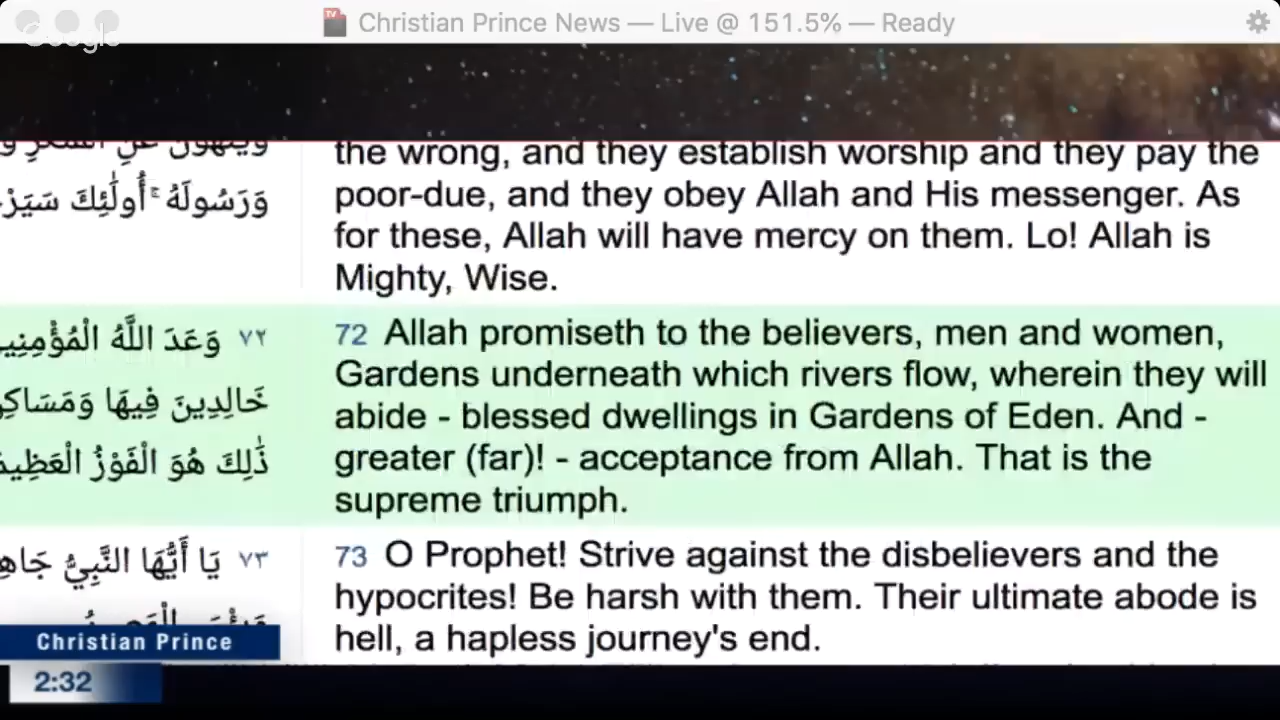 Christian Prince News — Live @ 151.5% — Ready
Google
وَيَنْهَوْنَ عَنِ الْمُنْكَرِ
the wrong, and they establish worship and they pay the
وَرَسُولَهُ ۚ أُولَٰئِكَ
poor-due, and they obey Allah and His messenger. As
for these, Allah will have mercy on them. Lo! Allah is
Mighty, Wise.
٧٢ وَعَدَ اللَّهُ
72 Allah promiseth to the believers, men and women,
Gardens underneath which rivers flow, wherein they will
خَالِدِينَ فِيهَا
abide - blessed dwellings in Gardens of Eden. And -
ذَٰلِكَ هُوَ الْفَوْزُ
greater (far)! - acceptance from Allah. That is the
supreme triumph.
٧٣ يَا أَيُّهَا النَّبِيُّ
73 O Prophet! Strive against the disbelievers and the
hypocrites! Be harsh with them. Their ultimate abode is
hell, a hapless journey's end.
Christian Prince
2:32